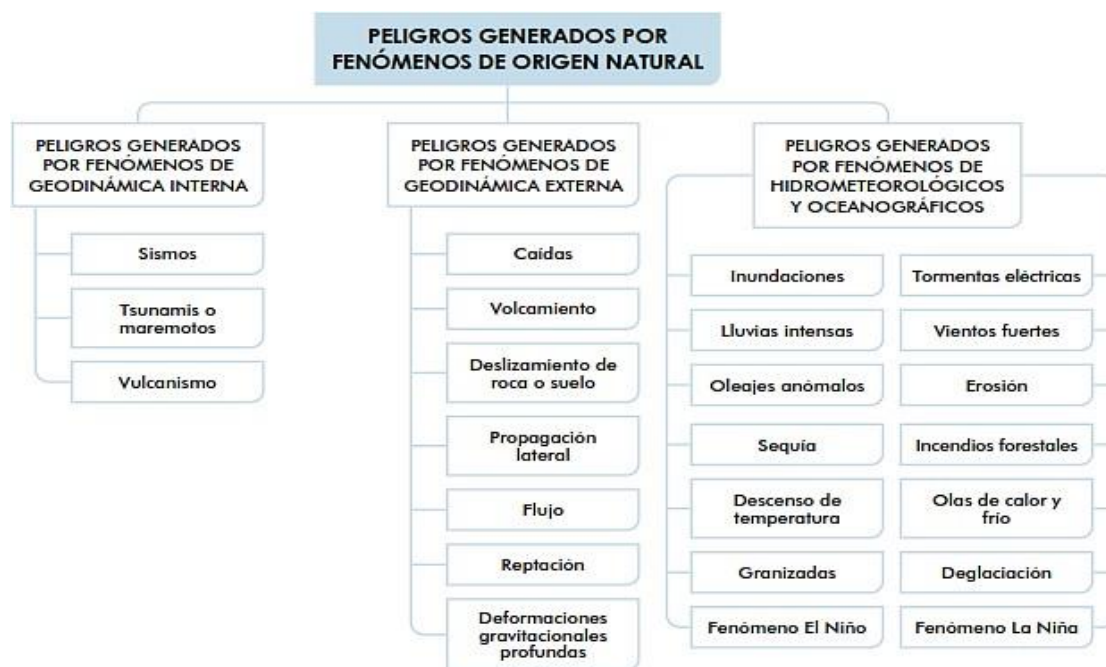 PELIGROS GENERADOS POR
FENÓMENOS DE ORIGEN NATURAL
PELIGROS GENERADOS
POR FENÓMENOS DE
GEODINÁMICA INTERNA
Sismos
Tsunamis o
maremotos
Vulcanismo
PELIGROS GENERADOS
POR FENÓMENOS DE
GEODINÁMICA EXTERNA
Caídas
Volcamiento
Deslizamiento de
roca o suelo
Propagación
lateral
Flujo
Reptación
Deformaciones
gravitacionales
profundas
PELIGROS GENERADOS
POR FENÓMENOS DE
HIDROMETEOROLÓGICOS
Y OCEANOGRÁFICOS
Inundaciones
Lluvias intensas
Oleajes anómalos
Sequía
Descenso de
temperatura
Granizadas
Fenómeno El Niño
Tormentas eléctricas
Vientos fuertes
Erosión
Incendios forestales
Olas de calor y
frío
Deglaciación
Fenómeno La Niña